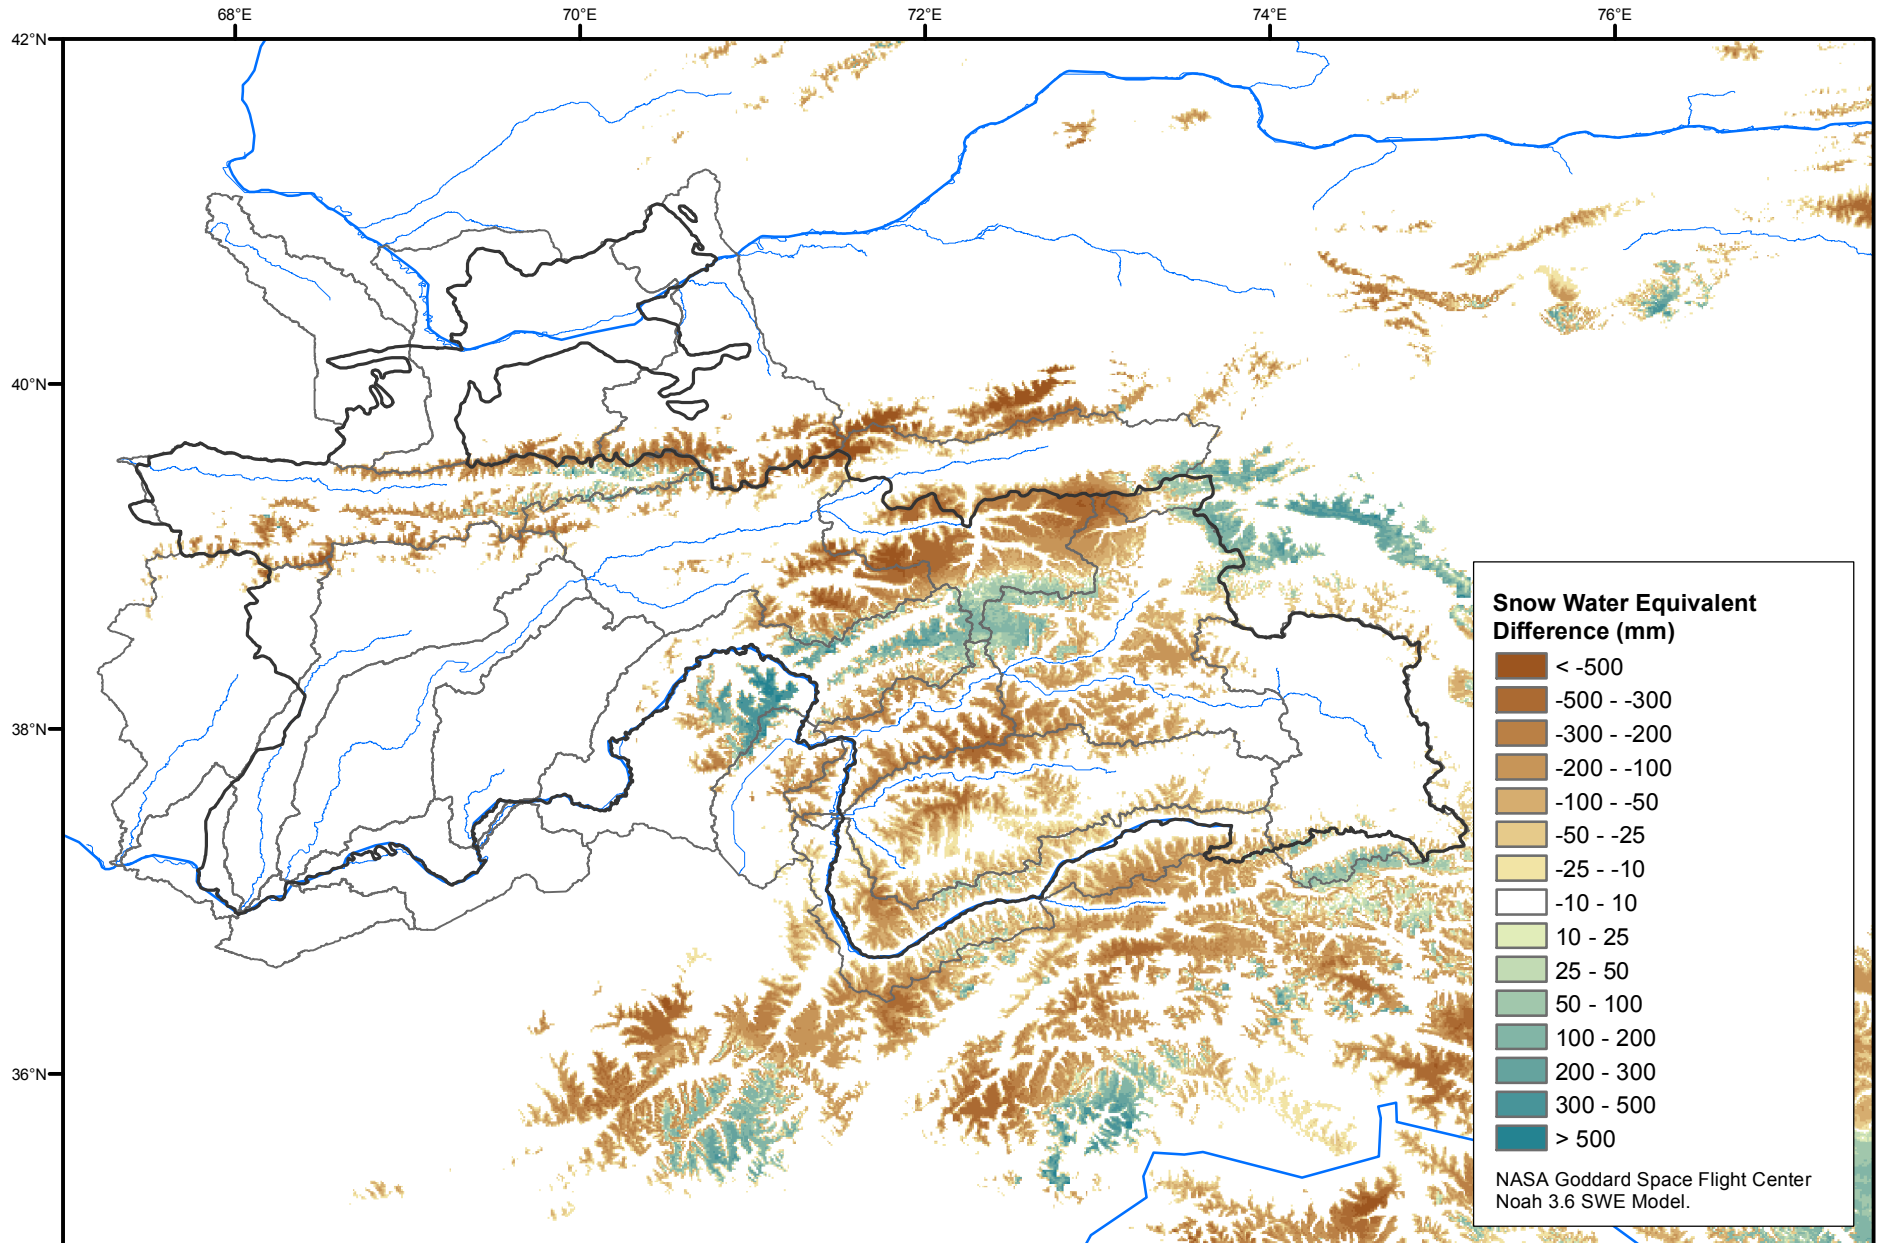 68°E 70°E 72°E 74°E 76°E
42°N
40°N
38°N
36°N
Snow Water Equivalent
Difference (mm)
< -500
-500 - -300
-300 - -200
-200 - -100
-100 - -50
-50 - -25
-25 - -10
-10 - 10
10 - 25
25 - 50
50 - 100
100 - 200
200 - 300
300 - 500
> 500
NASA Goddard Space Flight Center
Noah 3.6 SWE Model.